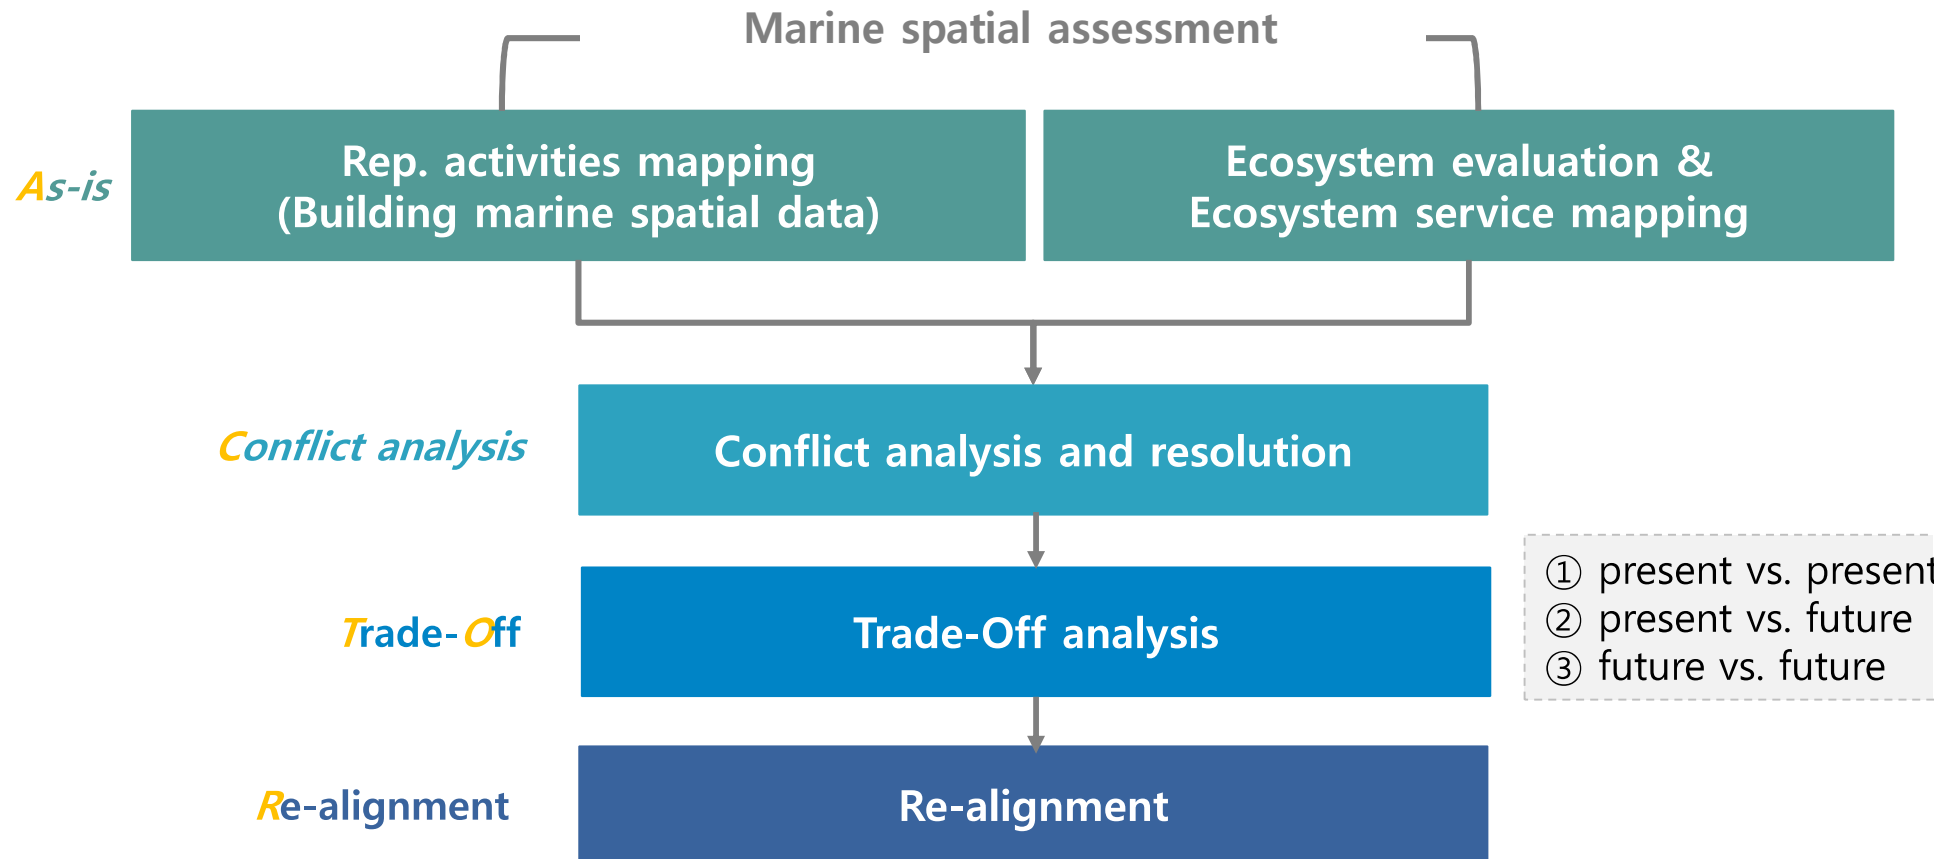 Marine spatial assessment
As-is
Rep. activities mapping
(Building marine spatial data)
Ecosystem evaluation &
Ecosystem service mapping
Conflict analysis
Conflict analysis and resolution
Trade-Off
Trade-Off analysis
① present vs. present
② present vs. future
③ future vs. future
Re-alignment
Re-alignment